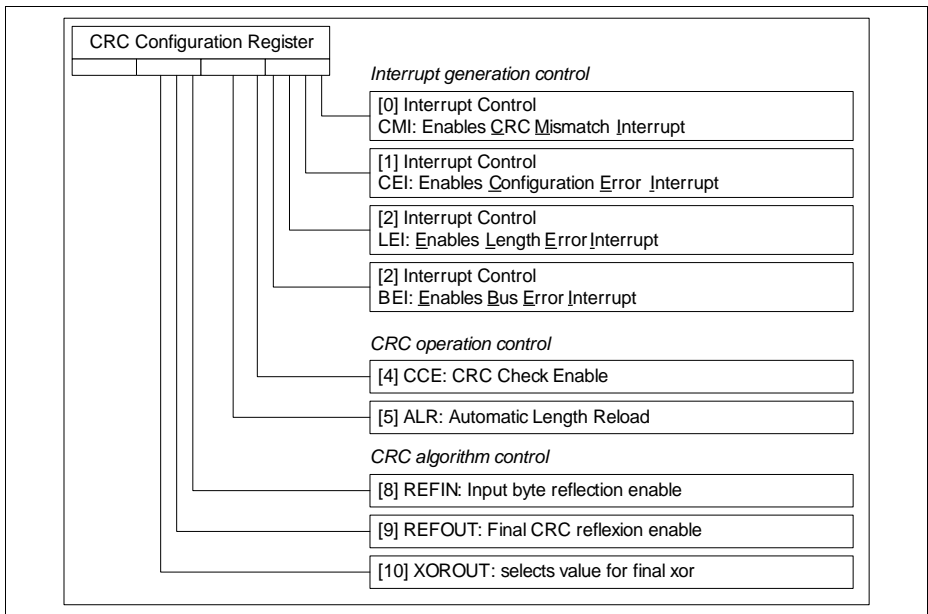 CRC Configuration Register
Interrupt generation control
[0] Interrupt Control
CMI: Enables CRC Mismatch Interrupt
[1] Interrupt Control
CEI: Enables Configuration Error Interrupt
[2] Interrupt Control
LEI: Enables Length Error Interrupt
[2] Interrupt Control
BEI: Enables Bus Error Interrupt
CRC operation control
[4] CCE: CRC Check Enable
[5] ALR: Automatic Length Reload
CRC algorithm control
[8] REFIN: Input byte reflection enable
[9] REFOUT: Final CRC reflexion enable
[10] XOROUT: selects value for final xor